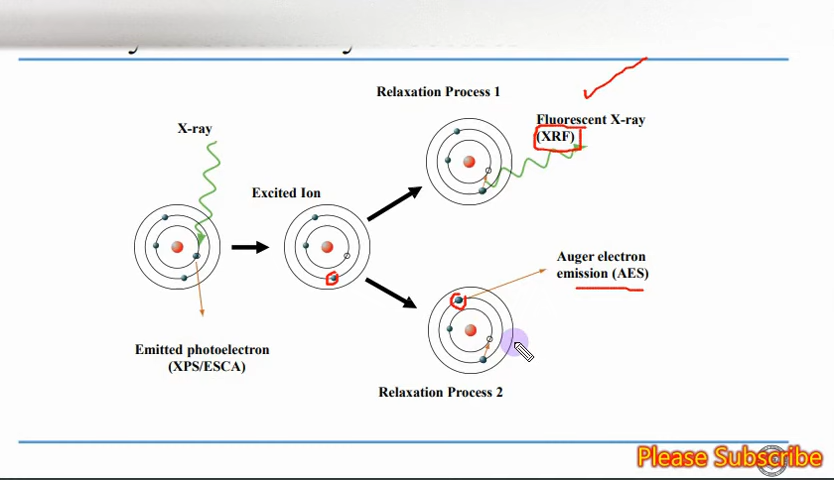 Relaxation Process 1
Fluorescent X-ray
(XRF)
X-ray
Excited Ion
Auger electron
emission (AES)
Emitted photoelectron
(XPS/ESCA)
Relaxation Process 2
Please Subscribe